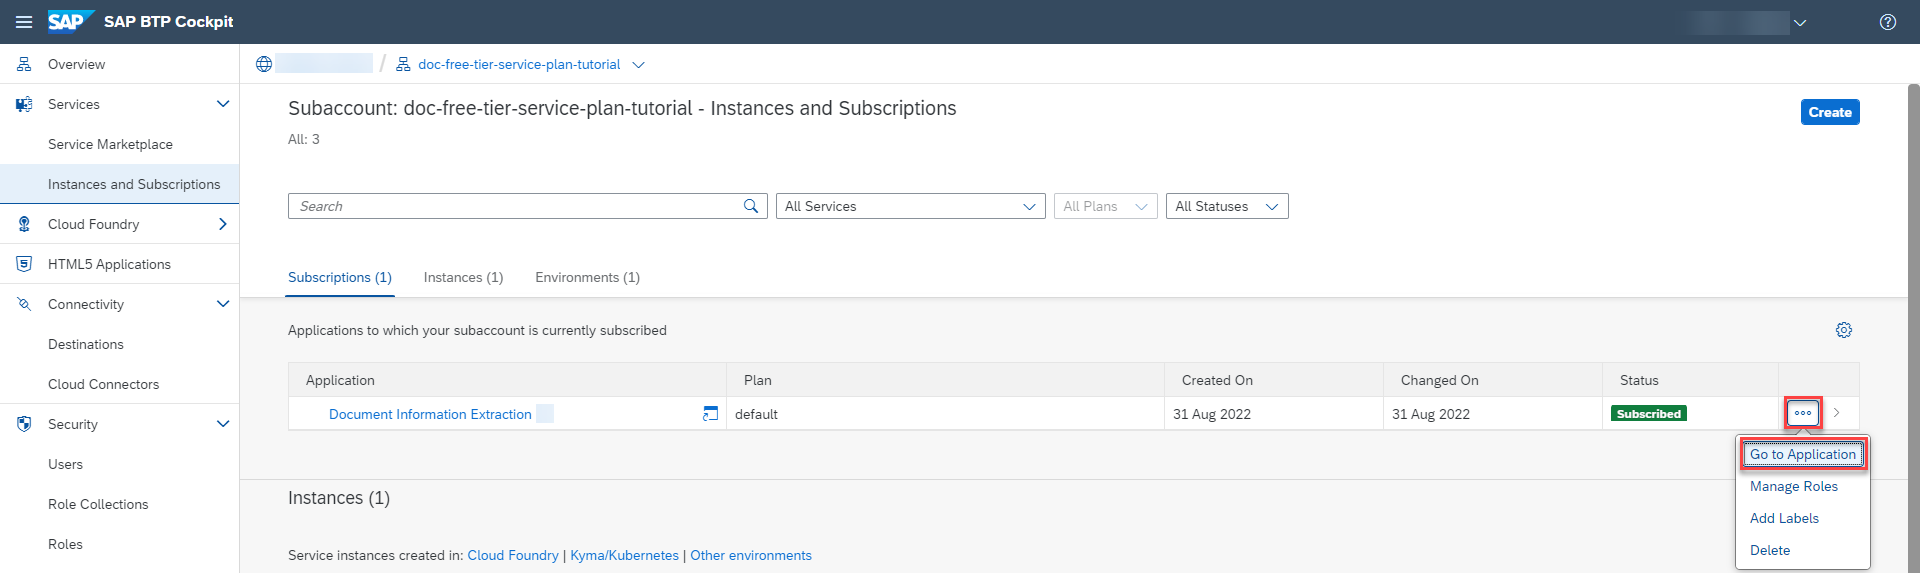 SAP SAP BTP Cockpit
Overview
Services
Service Marketplace
Instances and Subscriptions
Cloud Foundry
HTML5 Applications
Connectivity
Destinations
Cloud Connectors
Security
Users
Role Collections
Roles
/ doc-free-tier-service-plan-tutorial
Subaccount: doc-free-tier-service-plan-tutorial - Instances and Subscriptions
Create
All: 3
Search All Services All Plans All Statuses
Subscriptions (1) Instances (1) Environments (1)
Applications to which your subaccount is currently subscribed
Application Plan Created On Changed On Status
Document Information Extraction default 31 Aug 2022 31 Aug 2022 Subscribed
Go to Application
Manage Roles
Add Labels
Delete
Instances (1)
Service instances created in: Cloud Foundry | Kyma/Kubernetes | Other environments